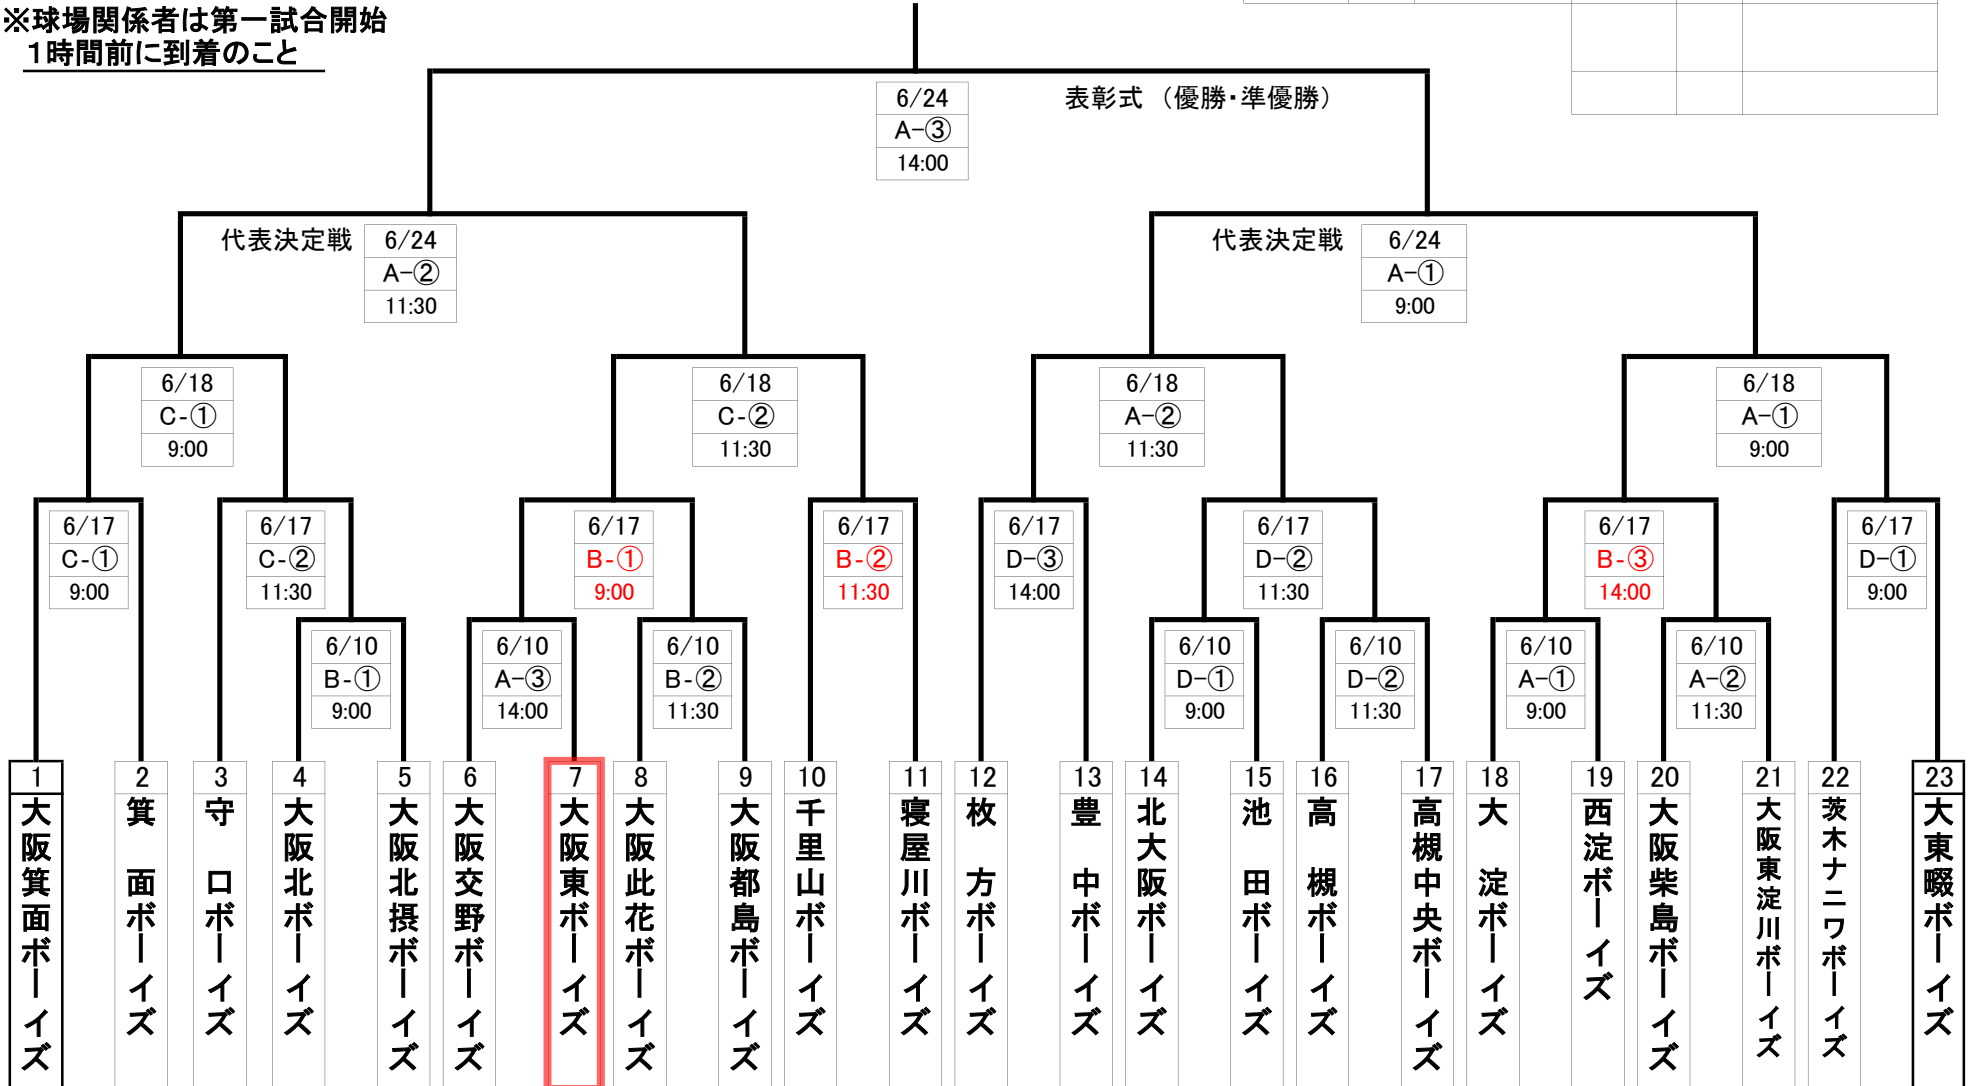 ※球場関係者は第一試合開始
1時間前に到着のこと
6/24
A-③
14:00
表彰式 （優勝・準優勝）
代表決定戦
6/24
A-②
11:30
代表決定戦
6/24
A-①
9:00
6/18
C-①
9:00
6/18
C-②
11:30
6/18
A-②
11:30
6/18
A-①
9:00
6/17
C-①
9:00
6/17
C-②
11:30
6/17
B-①
9:00
6/17
B-②
11:30
6/17
D-③
14:00
6/17
D-②
11:30
6/17
B-③
14:00
6/17
D-①
9:00
6/10
B-①
9:00
6/10
A-③
14:00
6/10
B-②
11:30
6/10
D-①
9:00
6/10
D-②
11:30
6/10
A-①
9:00
6/10
A-②
11:30
1
大阪箕面ボーイズ
2
箕　面ボーイズ
3
守　口ボーイズ
4
大阪北ボーイズ
5
大阪北摂ボーイズ
6
大阪交野ボーイズ
7
大阪東ボーイズ
8
大阪此花ボーイズ
9
大阪都島ボーイズ
10
千里山ボーイズ
11
寝屋川ボーイズ
12
枚　方ボーイズ
13
豊　中ボーイズ
14
北大阪ボーイズ
15
池　田ボーイズ
16
高　槻ボーイズ
17
高槻中央ボーイズ
18
大　淀ボーイズ
19
西淀ボーイズ
20
大阪柴島ボーイズ
21
大阪東淀川ボーイズ
22
茨木ナニワボーイズ
23
大東畷ボーイズ